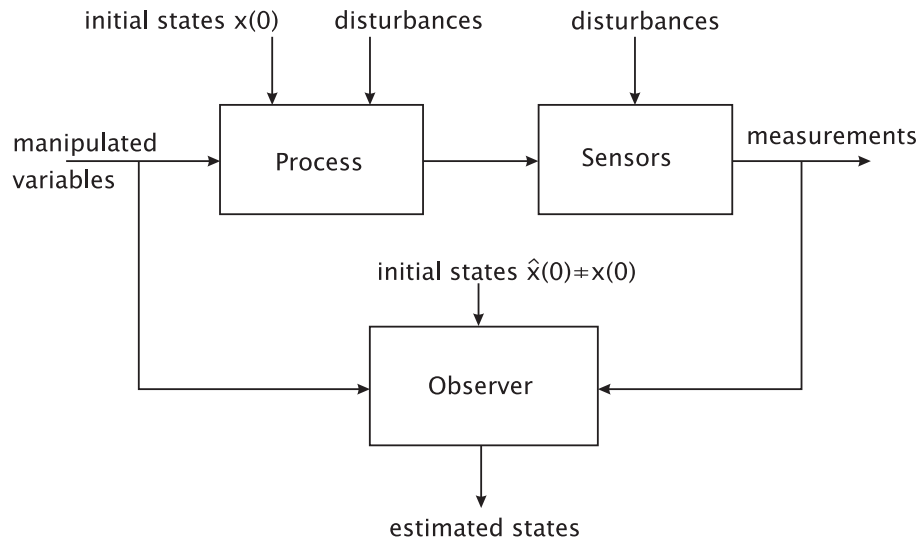 initial states x(0)
disturbances
disturbances
manipulated
variables
Process
Sensors
measurements
initial states x̂(0)≠x(0)
Observer
estimated states